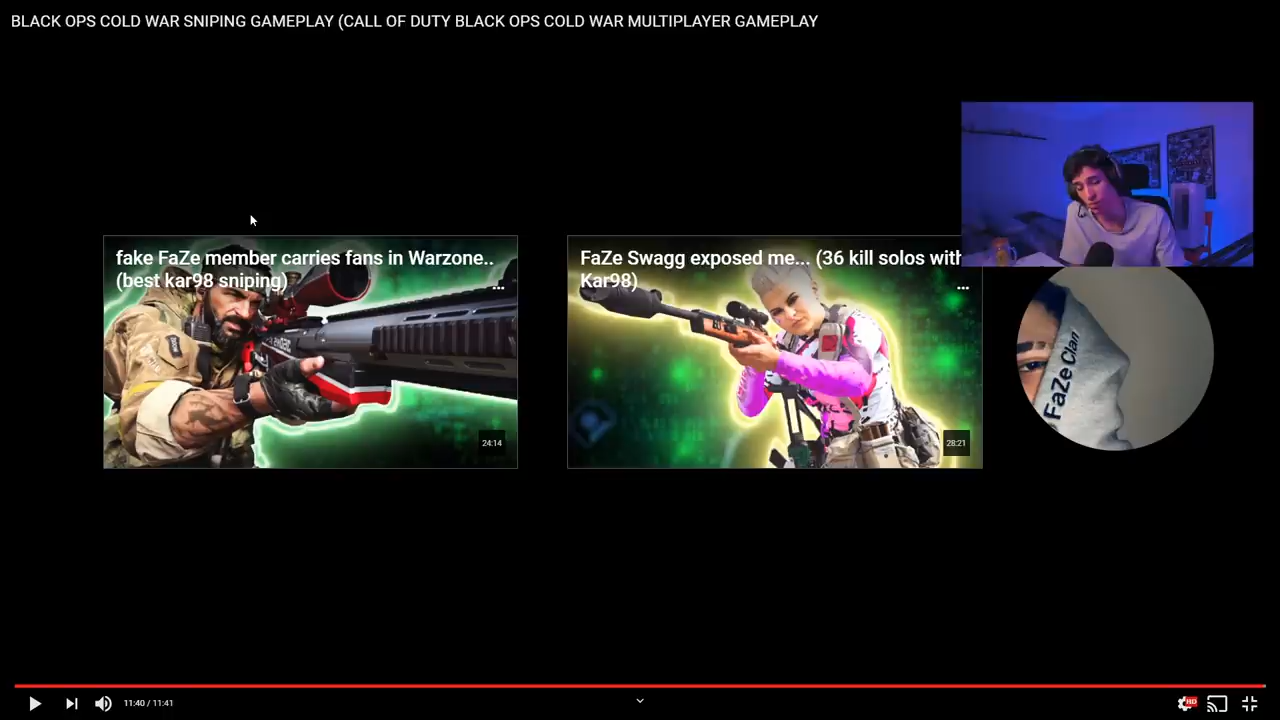 BLACK OPS COLD WAR SNIPING GAMEPLAY (CALL OF DUTY BLACK OPS COLD WAR MULTIPLAYER GAMEPLAY
fake FaZe member carries fans in Warzone..
(best kar98 sniping)
...
24:14
FaZe Swagg exposed me... (36 kill solos with
Kar98)
...
28:21
FaZe Clan
11:40 / 11:41
HD